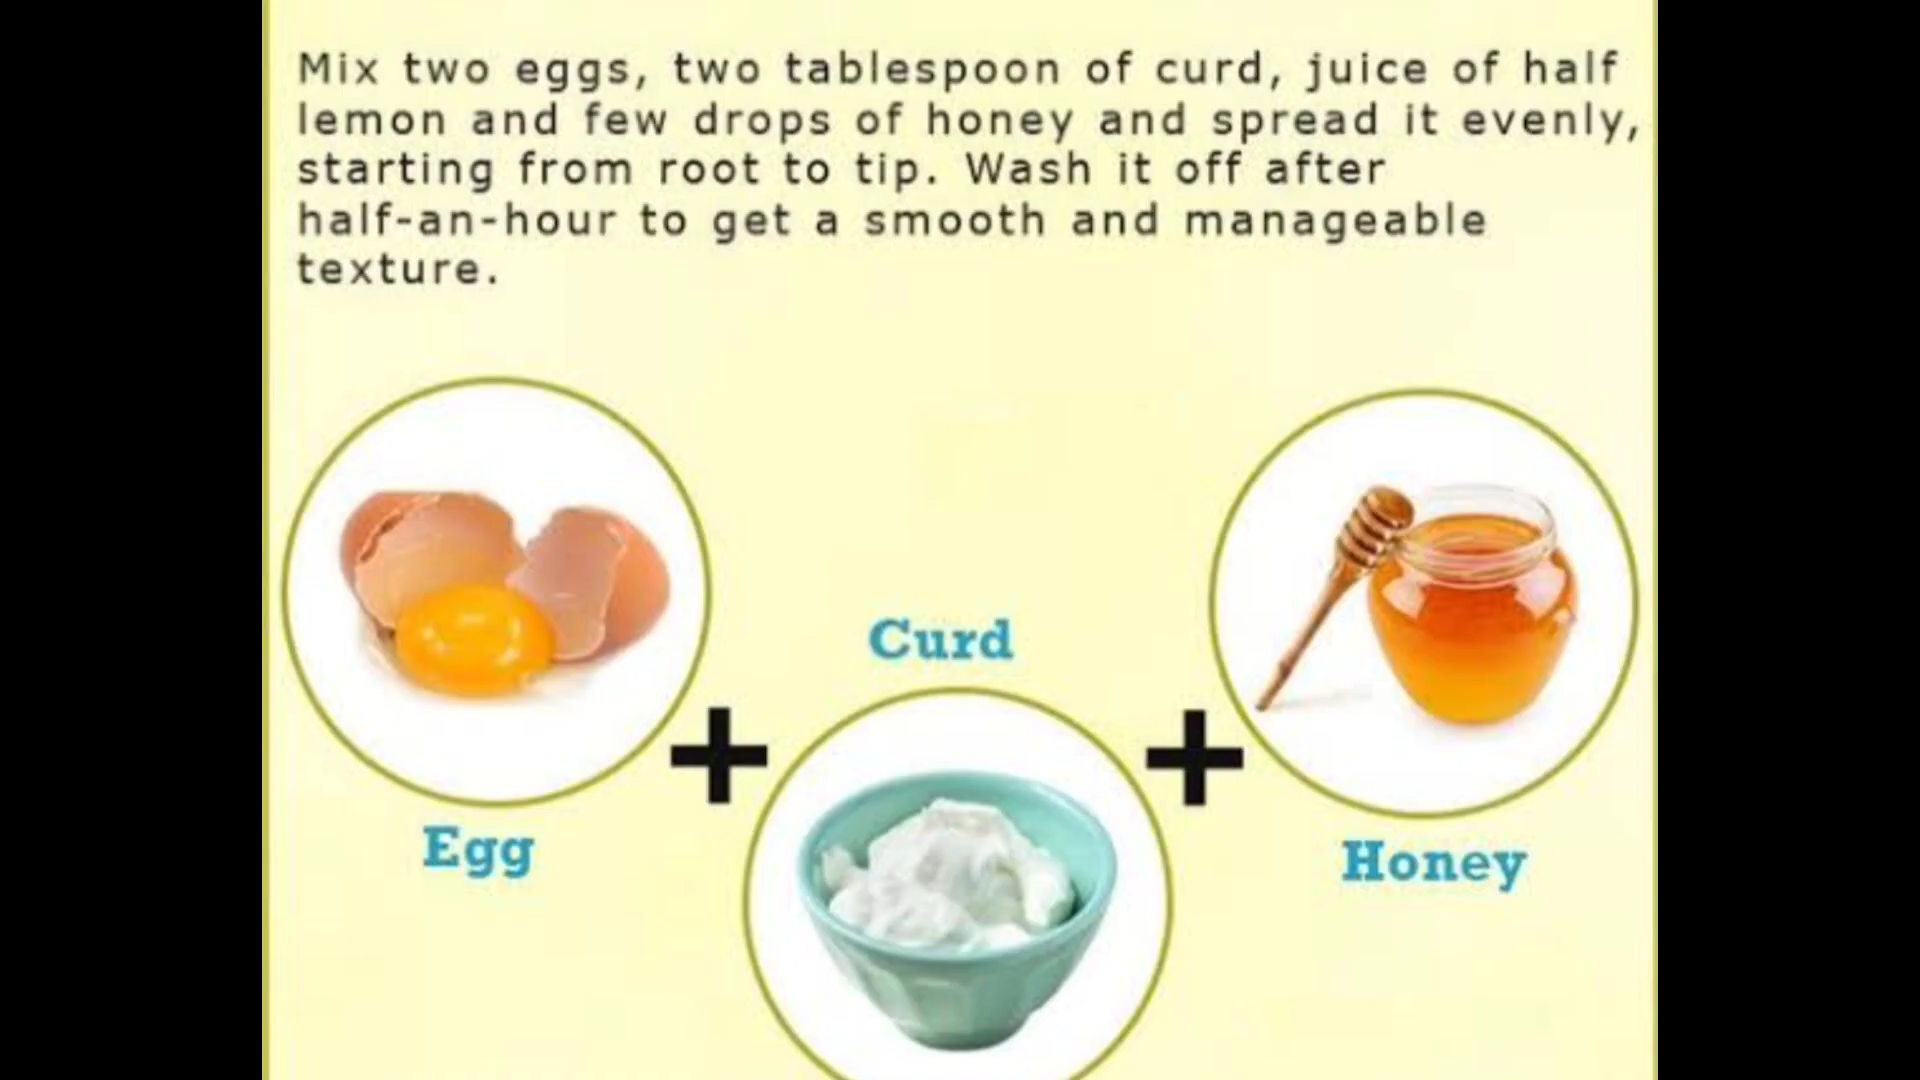 Mix two eggs, two tablespoon of curd, juice of half
lemon and few drops of honey and spread it evenly,
starting from root to tip. Wash it off after
half-an-hour to get a smooth and manageable
texture.
Curd
Egg
Honey